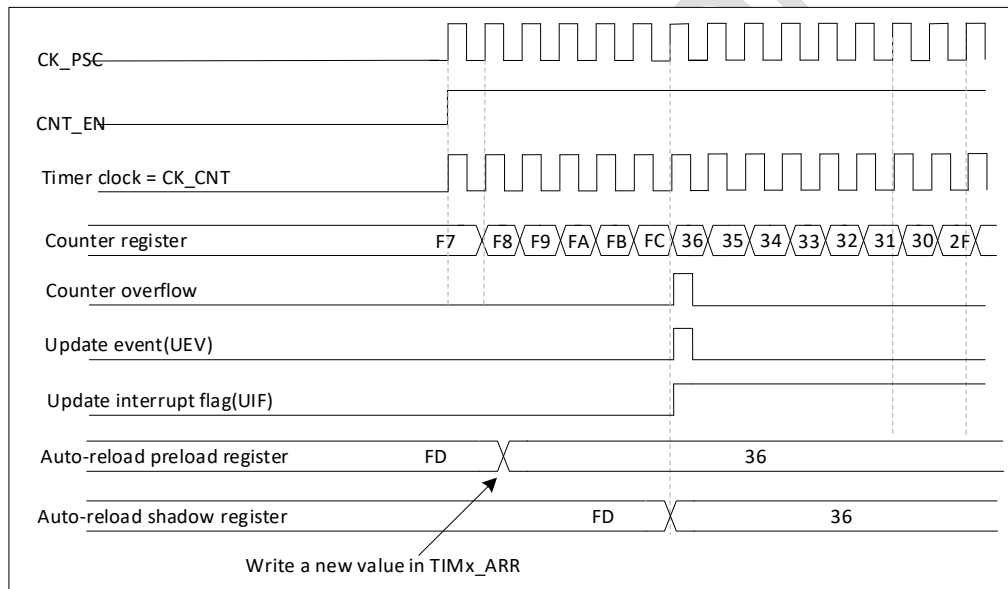 CK_PSC
CNT_EN
Timer clock = CK_CNT
Counter register F7 F8 F9 FA FB FC 36 35 34 33 32 31 30 2F
Counter overflow
Update event(UEV)
Update interrupt flag(UIF)
Auto-reload preload register FD 36
Auto-reload shadow register FD 36
Write a new value in TIMx_ARR